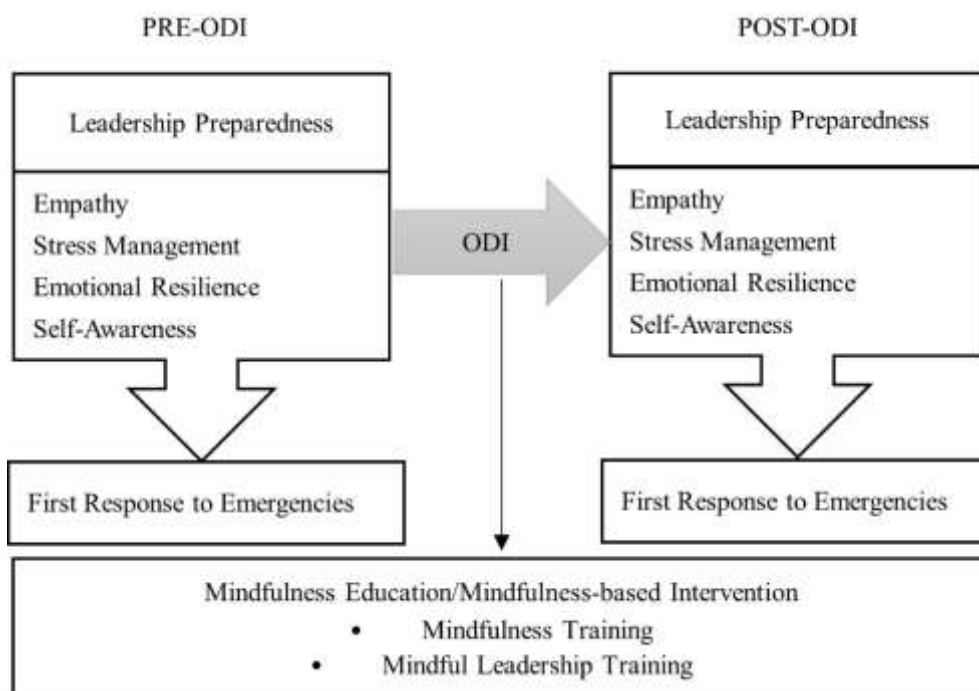 PRE-ODI
Leadership Preparedness
Empathy
Stress Management
Emotional Resilience
Self-Awareness
First Response to Emergencies
ODI
POST-ODI
Leadership Preparedness
Empathy
Stress Management
Emotional Resilience
Self-Awareness
First Response to Emergencies
Mindfulness Education/Mindfulness-based Intervention
• Mindfulness Training
• Mindful Leadership Training